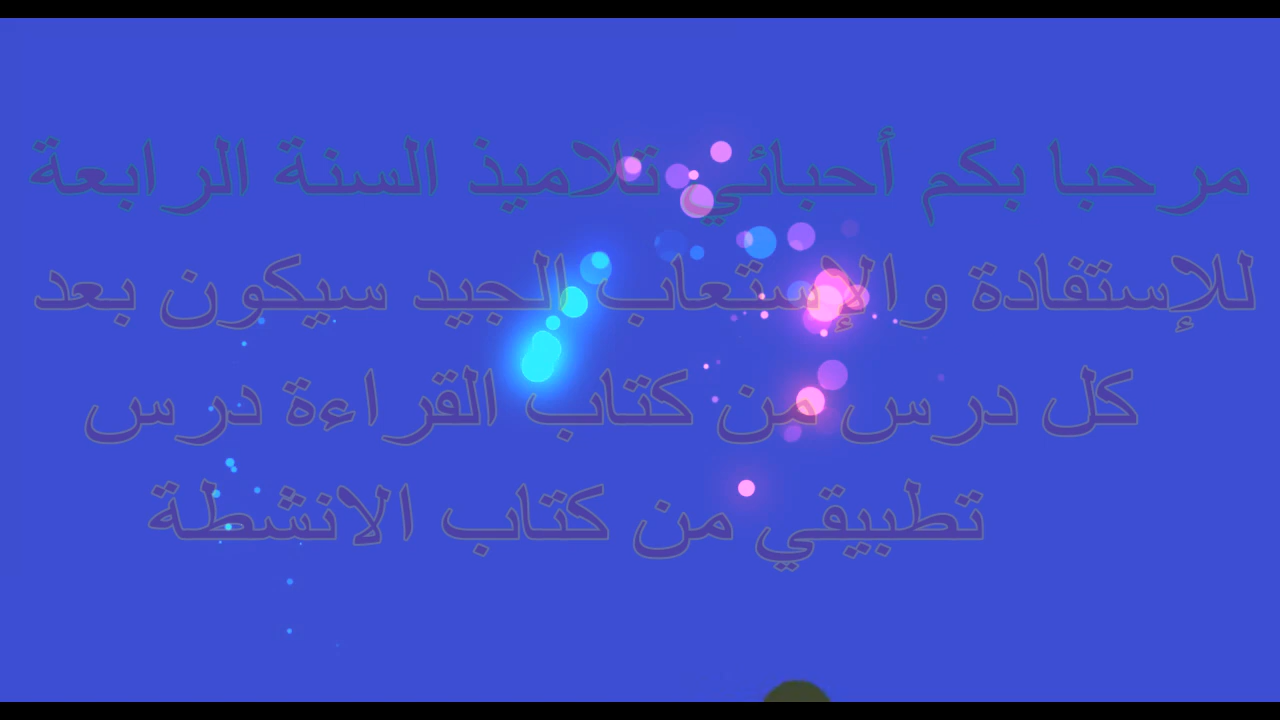 مرحبا بكم أحبائي تلاميذ السنة الرابعة
للإستفادة والإستعاب الجيد سيكون بعد
كل درس من كتاب القراءة درس
تطبيقي من كتاب الانشطة